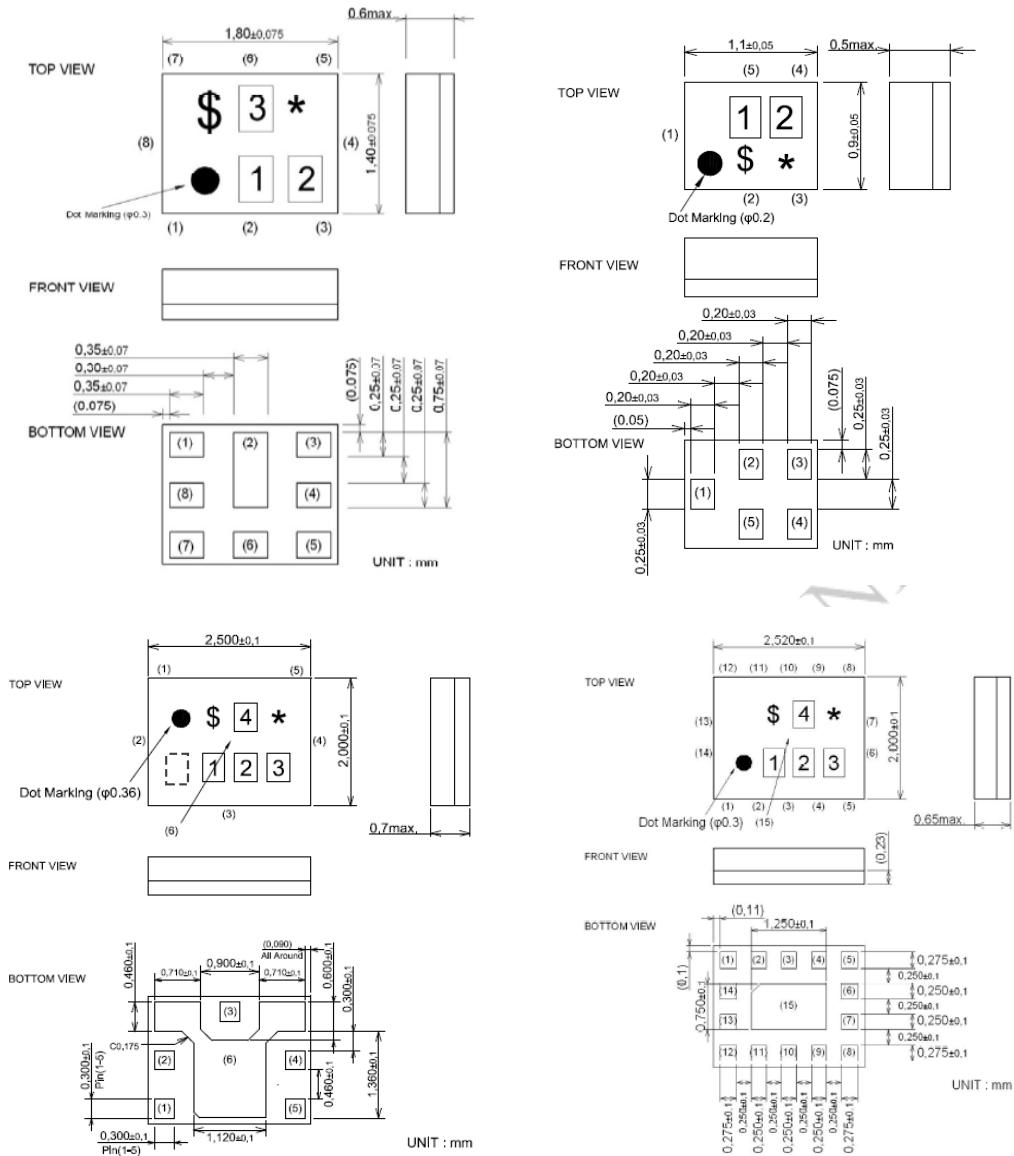 0.6max.
1,80±0,075
(7) (6) (5)
TOP VIEW
$ 3 *
(8) (4)
1,40±0,075
1 2
Dot Marking (φ0.3)
(1) (2) (3)
FRONT VIEW
0,35±0,07
0,30±0,07
0,35±0,07
(0.075)
(0.075)
0,25±0,07
0,25±0,07
0,25±0,07
0,75±0,07
BOTTOM VIEW
(1) (2) (3)
(8) (4)
(7) (6) (5)
UNIT : mm
1,1±0,05
0,5max.
(5) (4)
TOP VIEW
1 2
(1)
0,9±0,05
$ *
(2) (3)
Dot Marking (φ0.2)
FRONT VIEW
0,20±0,03
0,20±0,03
0,20±0,03
0,20±0,03
0,20±0,03
(0.05)
(0.075)
0,25±0,03
0,25±0,03
BOTTOM VIEW
(2) (3)
(1)
(5) (4)
0,25±0,03
UNIT : mm
2,500±0,1
(1) (5)
TOP VIEW
$ 4 *
(2) (4)
2,000±0,1
1 2 3
Dot Marking (φ0.36)
(3)
(6)
0,7max.
FRONT VIEW
(0,090)
All Around
0,900±0,1
0,710±0,1 0,710±0,1
0,460±0,1
0,600±0,1
0,300±0,1
BOTTOM VIEW
(3)
C0,175
(6)
(2) (4)
(1) (5)
0,300±0,1
Pin(1-5)
0,460±0,1
1,360±0,1
0,300±0,1
Pin(1-5)
1,120±0,1
UNIT : mm
2,520±0,1
(12) (11) (10) (9) (8)
TOP VIEW
$ 4 *
(13) (7)
(14) (6)
2,000±0,1
1 2 3
(1) (2) (3) (4) (5)
Dot Marking (φ0.3)
(15)
0.65max.
FRONT VIEW
(0,23)
(0,11)
1,250±0,1
BOTTOM VIEW
(0,1)
0,750±0,1
(1) (2) (3) (4) (5)
(14) (15) (6)
(13) (7)
(12) (11) (10) (9) (8)
0,275±0,1
0,250±0,1
0,250±0,1
0,250±0,1
0,250±0,1
0,250±0,1
0,275±0,1
UNIT : mm
0,275±0,1
0,250±0,1
0,250±0,1
0,250±0,1
0,250±0,1
0,250±0,1
0,250±0,1
0,250±0,1
0,275±0,1